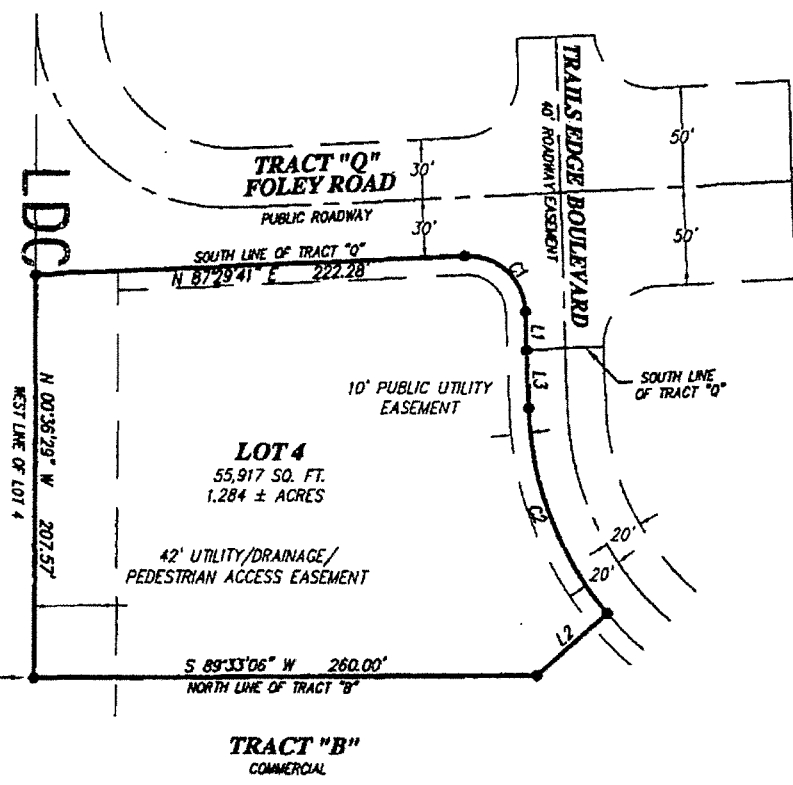 TRAILS EDGE BOULEVARD
40' ROADWAY EASEMENT
50'
50'
TRACT "Q"
FOLEY ROAD
PUBLIC ROADWAY
30'
30'
LDC
SOUTH LINE OF TRACT "Q"
N 87°29'41" E 222.28'
C1
L1
L3
SOUTH LINE
OF TRACT "Q"
10' PUBLIC UTILITY
EASEMENT
N 00°36'29" W 207.57'
WEST LINE OF LOT 4
LOT 4
55,917 SQ. FT.
1.284 ± ACRES
C2
20'
20'
42' UTILITY/DRAINAGE/
PEDESTRIAN ACCESS EASEMENT
L2
S 89°33'06" W 260.00'
NORTH LINE OF TRACT "B"
TRACT "B"
COMMERCIAL